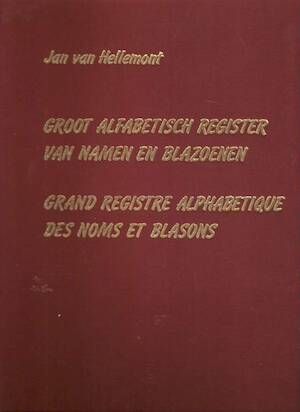 Jan van Hellemont
GROOT ALFABETISCH REGISTER
VAN NAMEN EN BLAZOENEN
GRAND REGISTRE ALPHABETIQUE
DES NOMS ET BLASONS